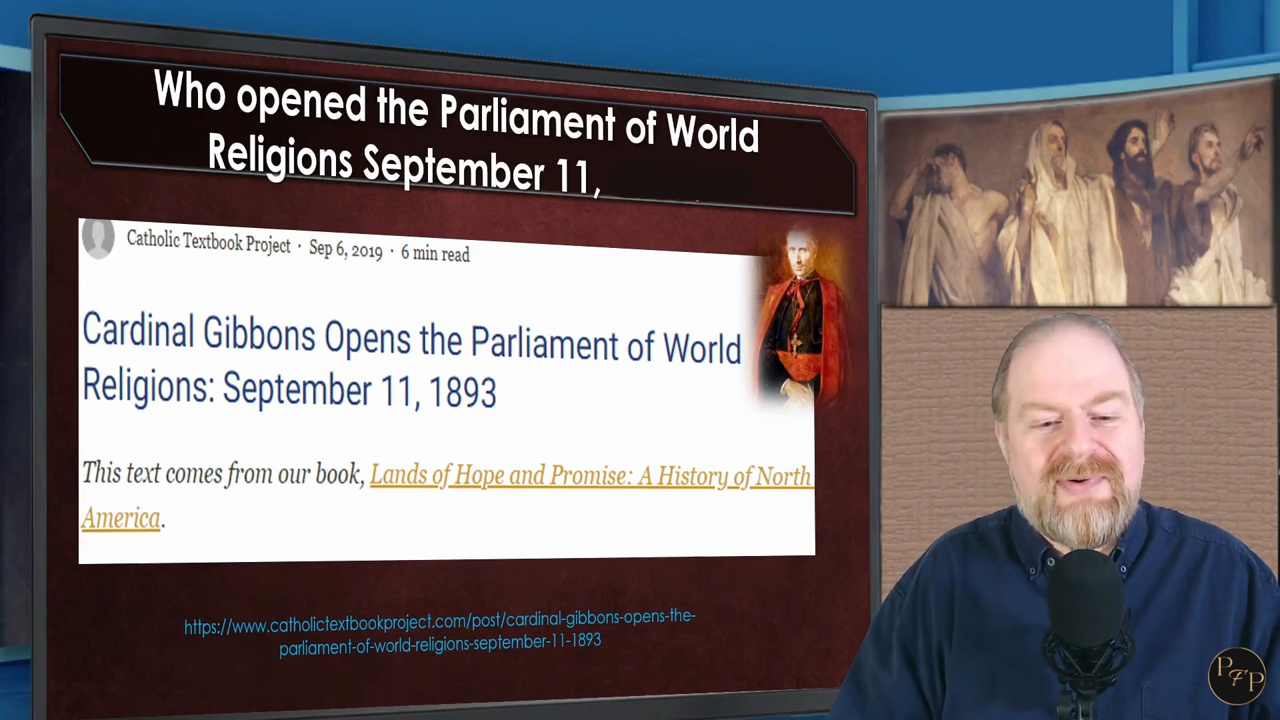 Who opened the Parliament of World
Religions September 11,
Catholic Textbook Project · Sep 6, 2019 · 6 min read
Cardinal Gibbons Opens the Parliament of World
Religions: September 11, 1893
This text comes from our book, Lands of Hope and Promise: A History of North
America.
https://www.catholictextbookproject.com/post/cardinal-gibbons-opens-the-
parliament-of-world-religions-september-11-1893
PFP